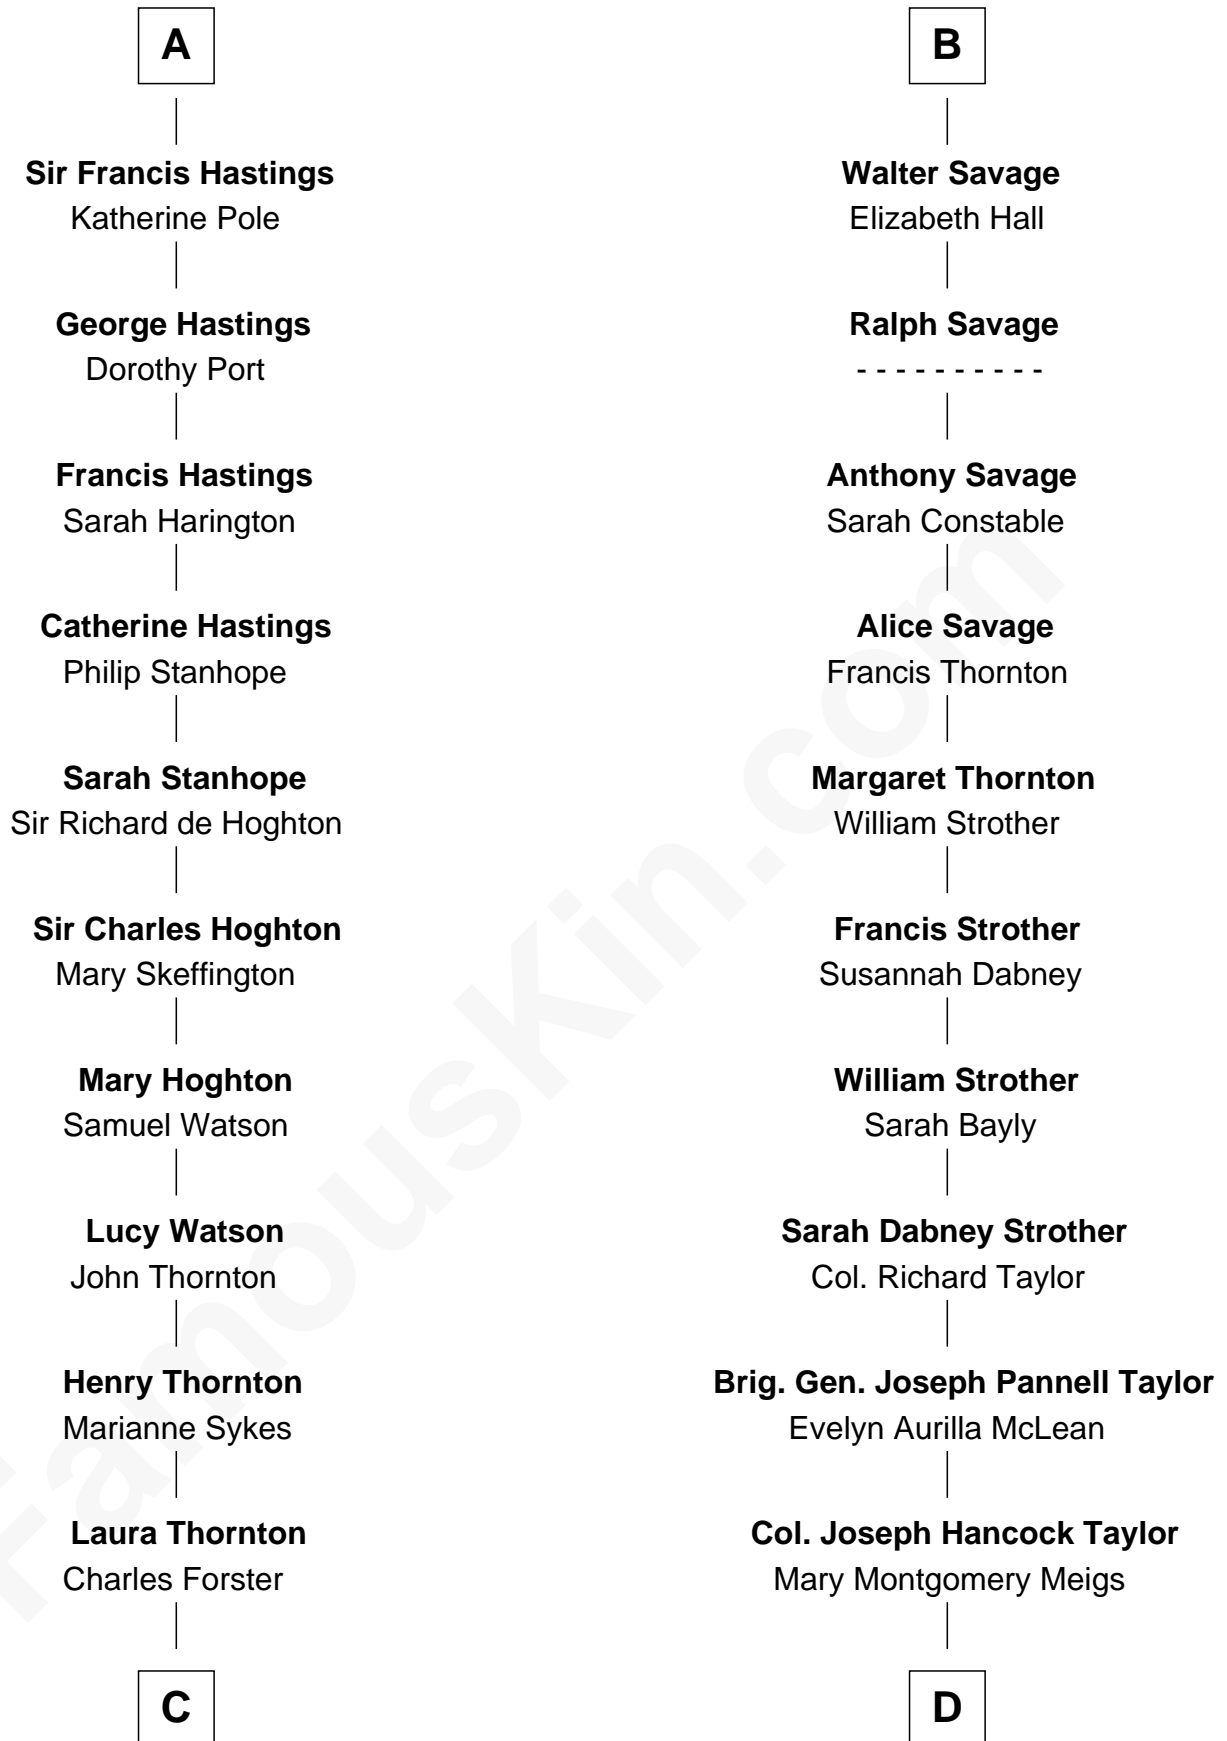 A
Sir Francis Hastings
Katherine Pole
George Hastings
Dorothy Port
Francis Hastings
Sarah Harington
Catherine Hastings
Philip Stanhope
Sarah Stanhope
Sir Richard de Hoghton
Sir Charles Hoghton
Mary Skeffington
Mary Hoghton
Samuel Watson
Lucy Watson
John Thornton
Henry Thornton
Marianne Sykes
Laura Thornton
Charles Forster
C
B
Walter Savage
Elizabeth Hall
Ralph Savage
- - - - - - - - - -
Anthony Savage
Sarah Constable
Alice Savage
Francis Thornton
Margaret Thornton
William Strother
Francis Strother
Susannah Dabney
William Strother
Sarah Bayly
Sarah Dabney Strother
Col. Richard Taylor
Brig. Gen. Joseph Pannell Taylor
Evelyn Aurilla McLean
Col. Joseph Hancock Taylor
Mary Montgomery Meigs
D
FamousKin.com